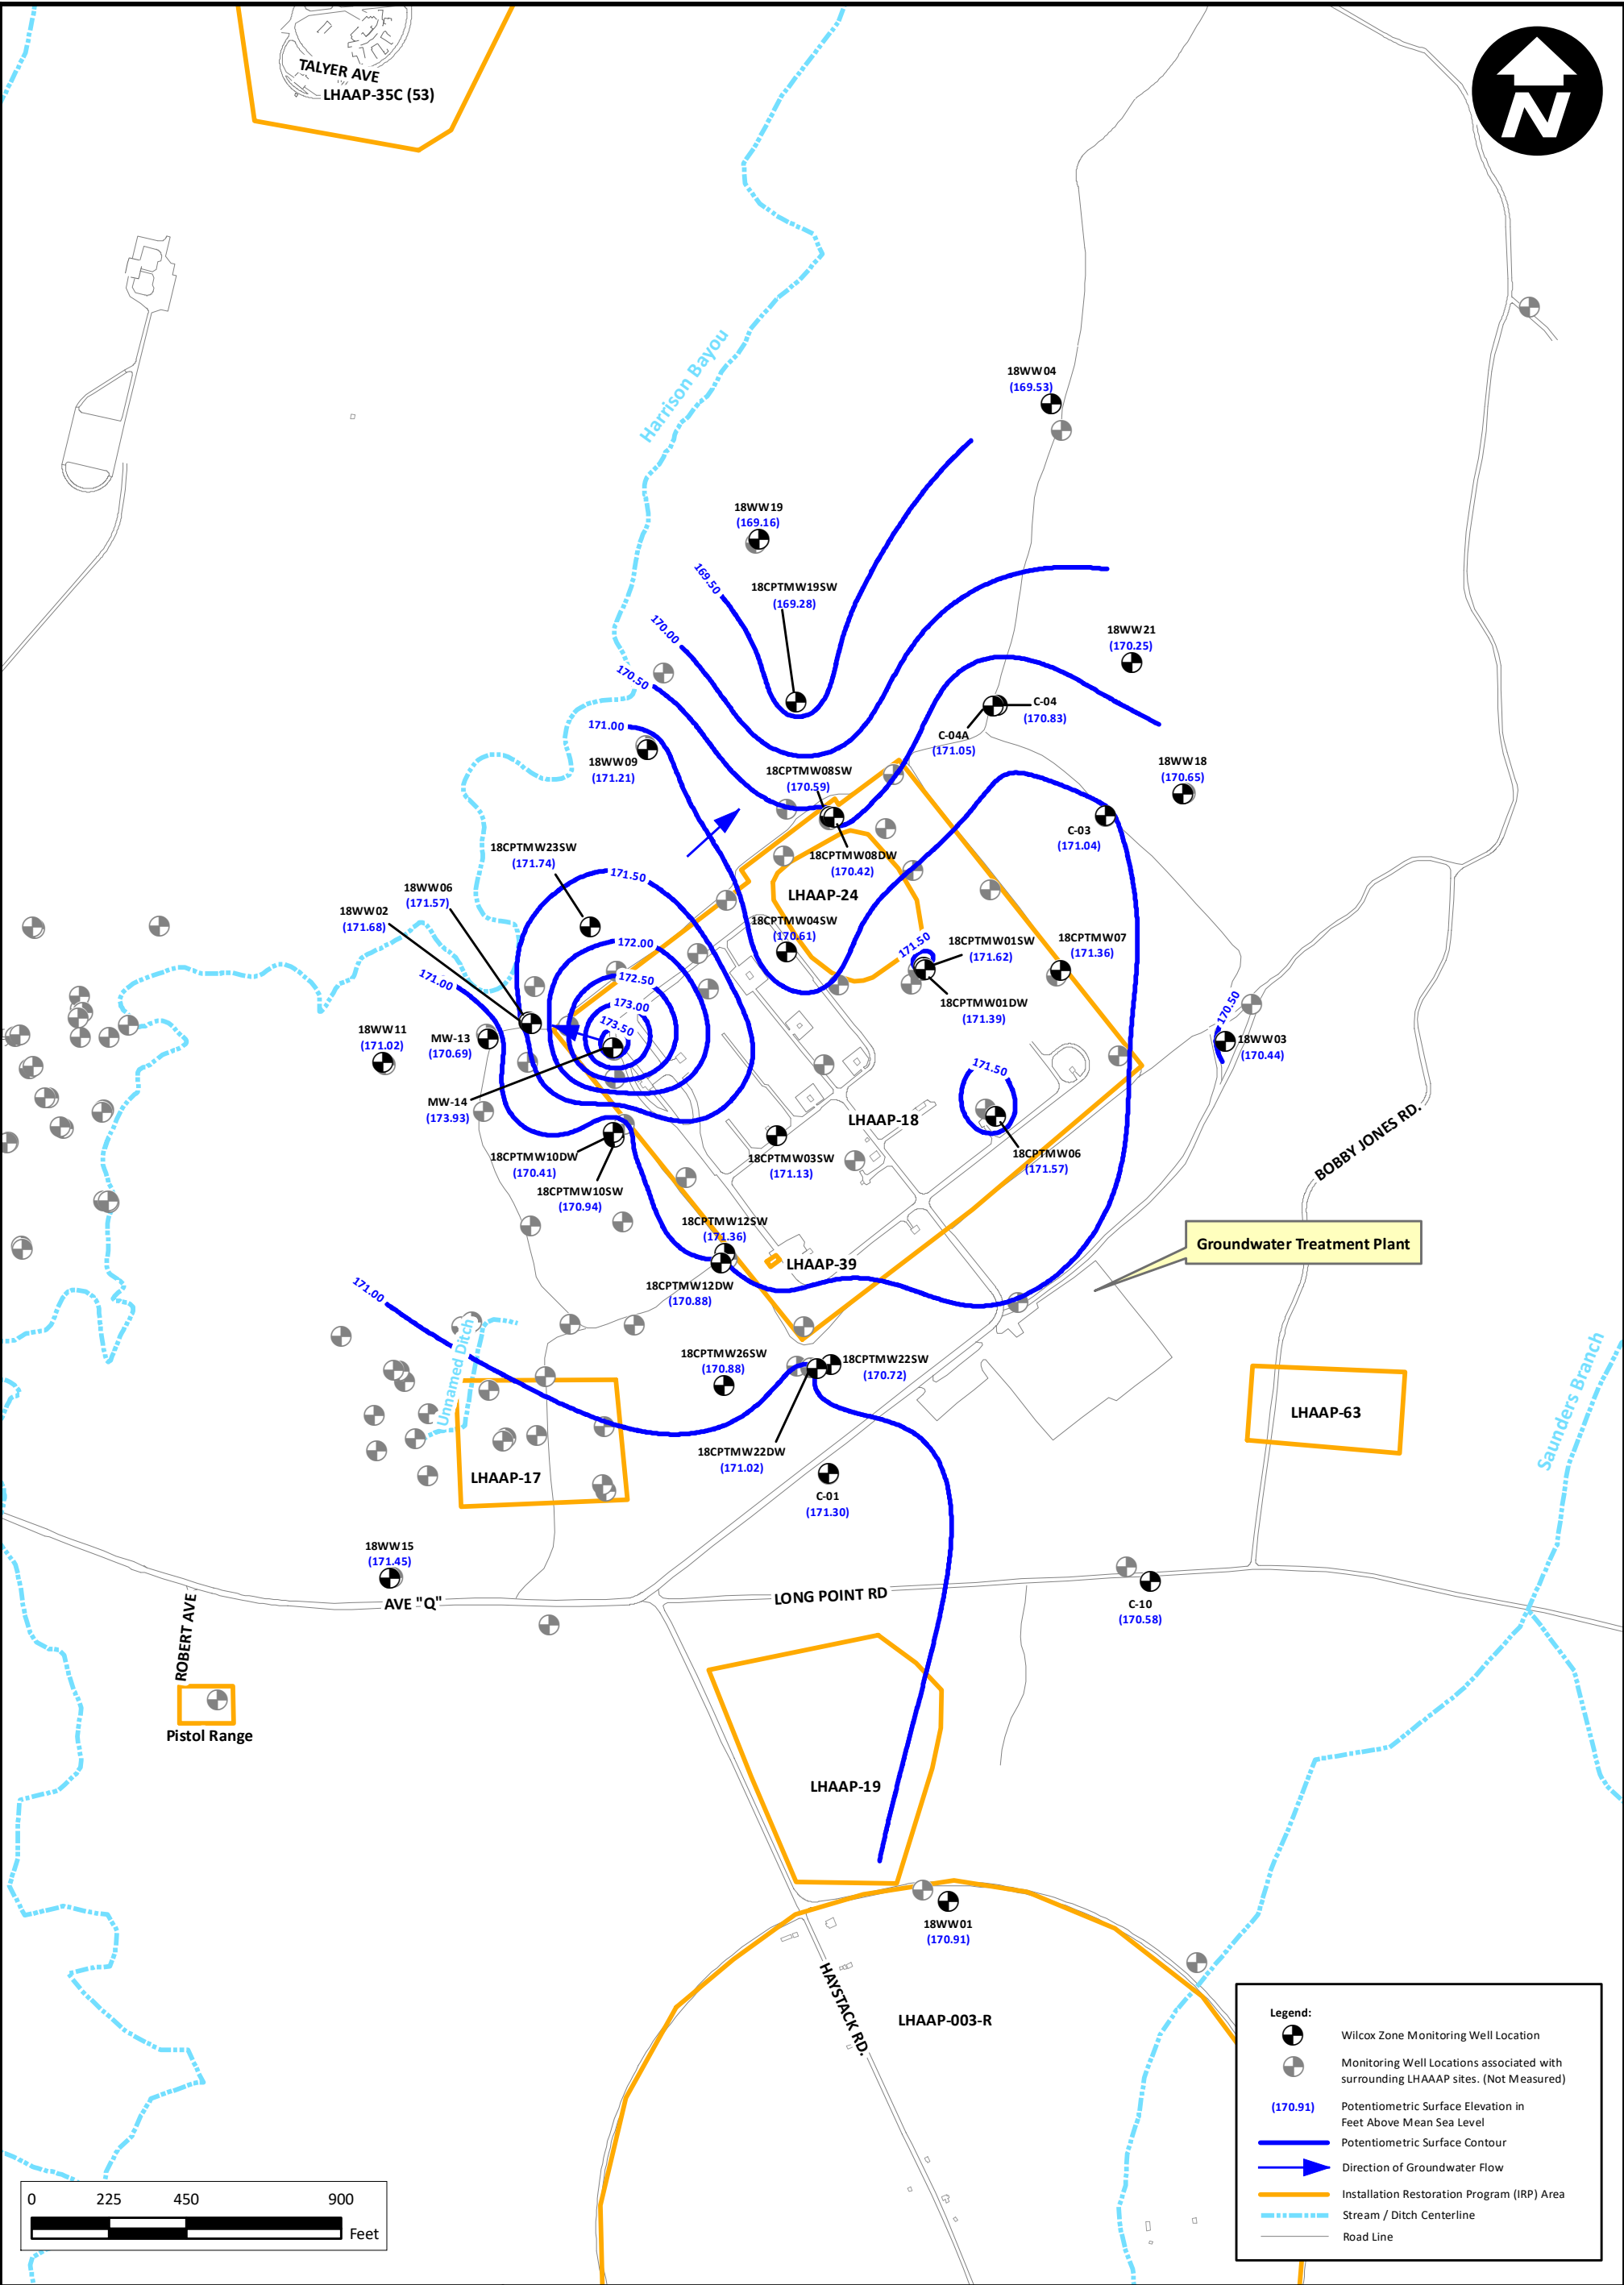 TALYER AVE
LHAAP-35C (53)
N
Harrison Bayou
18WW04
(169.53)
18WW19
(169.16)
169.50
18CPTMW19SW
(169.28)
170.00
18WW21
(170.25)
170.50
C-04
(170.83)
171.00
C-04A
(171.05)
18WW09
(171.21)
18CPTMW08SW
(170.59)
18WW18
(170.65)
C-03
(171.04)
18CPTMW23SW
(171.74)
18CPTMW08DW
(170.42)
171.50
18WW06
(171.57)
LHAAP-24
18WW02
(171.68)
18CPTMW04SW
(170.61)
172.00
171.50
18CPTMW01SW
(171.62)
18CPTMW07
(171.36)
171.00
172.50
173.00
18CPTMW01DW
(171.39)
170.50
173.50
18WW11
(171.02)
MW-13
(170.69)
18WW03
(170.44)
171.50
MW-14
(173.93)
LHAAP-18
BOBBY JONES RD.
18CPTMW10DW
(170.41)
18CPTMW03SW
(171.13)
18CPTMW06
(171.57)
18CPTMW10SW
(170.94)
18CPTMW12SW
(171.36)
Groundwater Treatment Plant
LHAAP-39
18CPTMW12DW
(170.88)
171.00
Unnamed Ditch
18CPTMW26SW
(170.88)
18CPTMW22SW
(170.72)
Saunders Branch
LHAAP-63
18CPTMW22DW
(171.02)
LHAAP-17
C-01
(171.30)
18WW15
(171.45)
AVE "Q"
LONG POINT RD
C-10
(170.58)
ROBERT AVE
Pistol Range
LHAAP-19
18WW01
(170.91)
HAYSTACK RD.
LHAAP-003-R
Legend:
Wilcox Zone Monitoring Well Location
Monitoring Well Locations associated with
surrounding LHAAAP sites. (Not Measured)
(170.91)
Potentiometric Surface Elevation in
Feet Above Mean Sea Level
Potentiometric Surface Contour
Direction of Groundwater Flow
Installation Restoration Program (IRP) Area
Stream / Ditch Centerline
Road Line
0 225 450 900
Feet